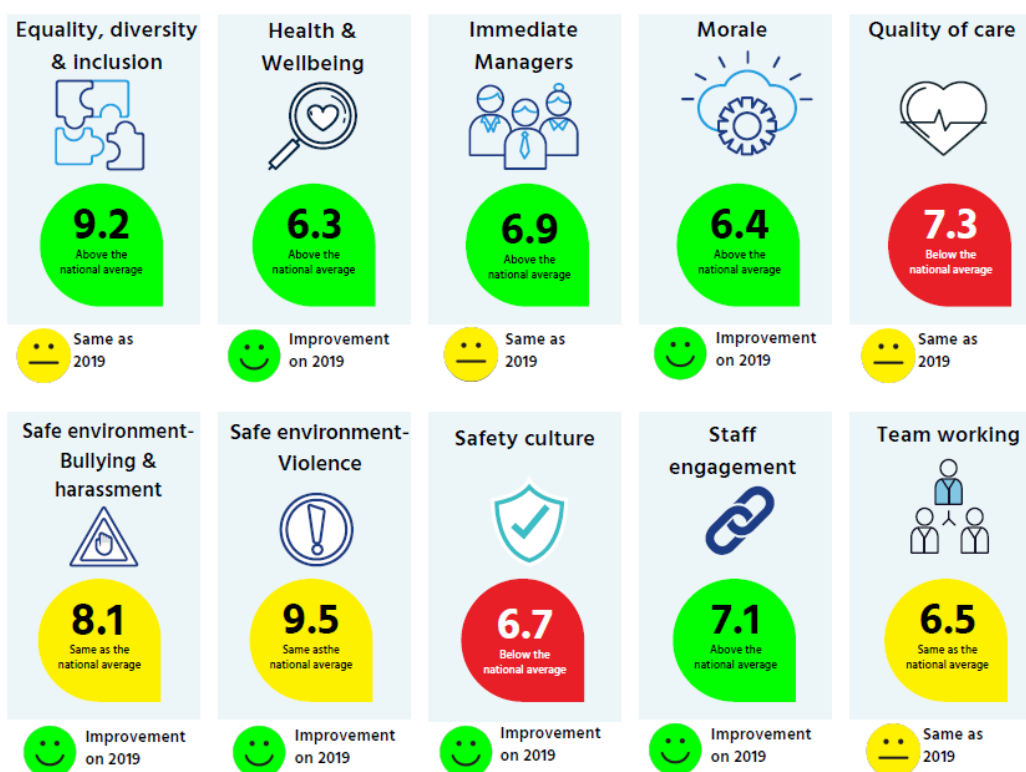 Equality, diversity
& inclusion
9.2
Above the
national average
Same as
2019
Health &
Wellbeing
6.3
Above the
national average
Improvement
on 2019
Immediate
Managers
6.9
Above the
national average
Same as
2019
Morale
6.4
Above the
national average
Improvement
on 2019
Quality of care
7.3
Below the
national average
Same as
2019
Safe environment-
Bullying &
harassment
8.1
Same as the
national average
Improvement
on 2019
Safe environment-
Violence
9.5
Same asthe
national average
Improvement
on 2019
Safety culture
6.7
Below the
national average
Improvement
on 2019
Staff
engagement
7.1
Above the
national average
Improvement
on 2019
Team working
6.5
Same as the
national average
Same as
2019